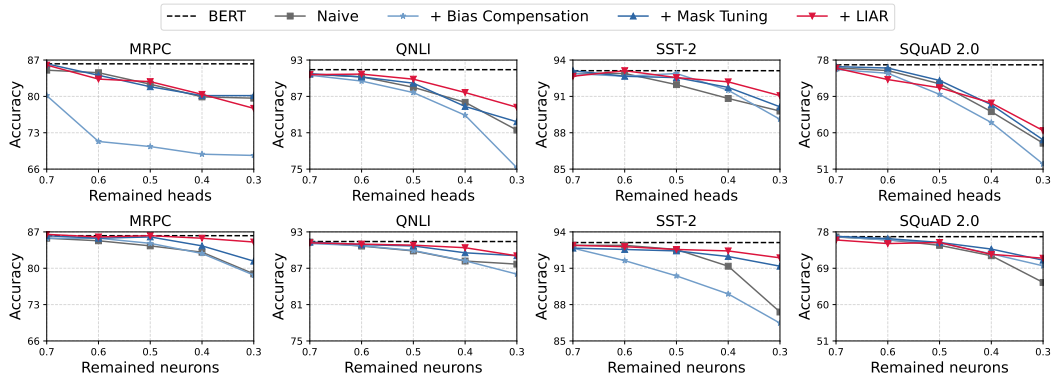 BERT Naive + Bias Compensation + Mask Tuning + LIAR
MRPC QNLI SST-2 SQuAD 2.0
87 93 94 78
80 87 91 69
73 81 88 60
66 75 85 51
Accuracy Accuracy Accuracy Accuracy
0.7 0.6 0.5 0.4 0.3 0.7 0.6 0.5 0.4 0.3 0.7 0.6 0.5 0.4 0.3 0.7 0.6 0.5 0.4 0.3
Remained heads Remained heads Remained heads Remained heads
MRPC QNLI SST-2 SQuAD 2.0
87 93 94 78
80 87 91 69
73 81 88 60
66 75 85 51
Accuracy Accuracy Accuracy Accuracy
0.7 0.6 0.5 0.4 0.3 0.7 0.6 0.5 0.4 0.3 0.7 0.6 0.5 0.4 0.3 0.7 0.6 0.5 0.4 0.3
Remained neurons Remained neurons Remained neurons Remained neurons